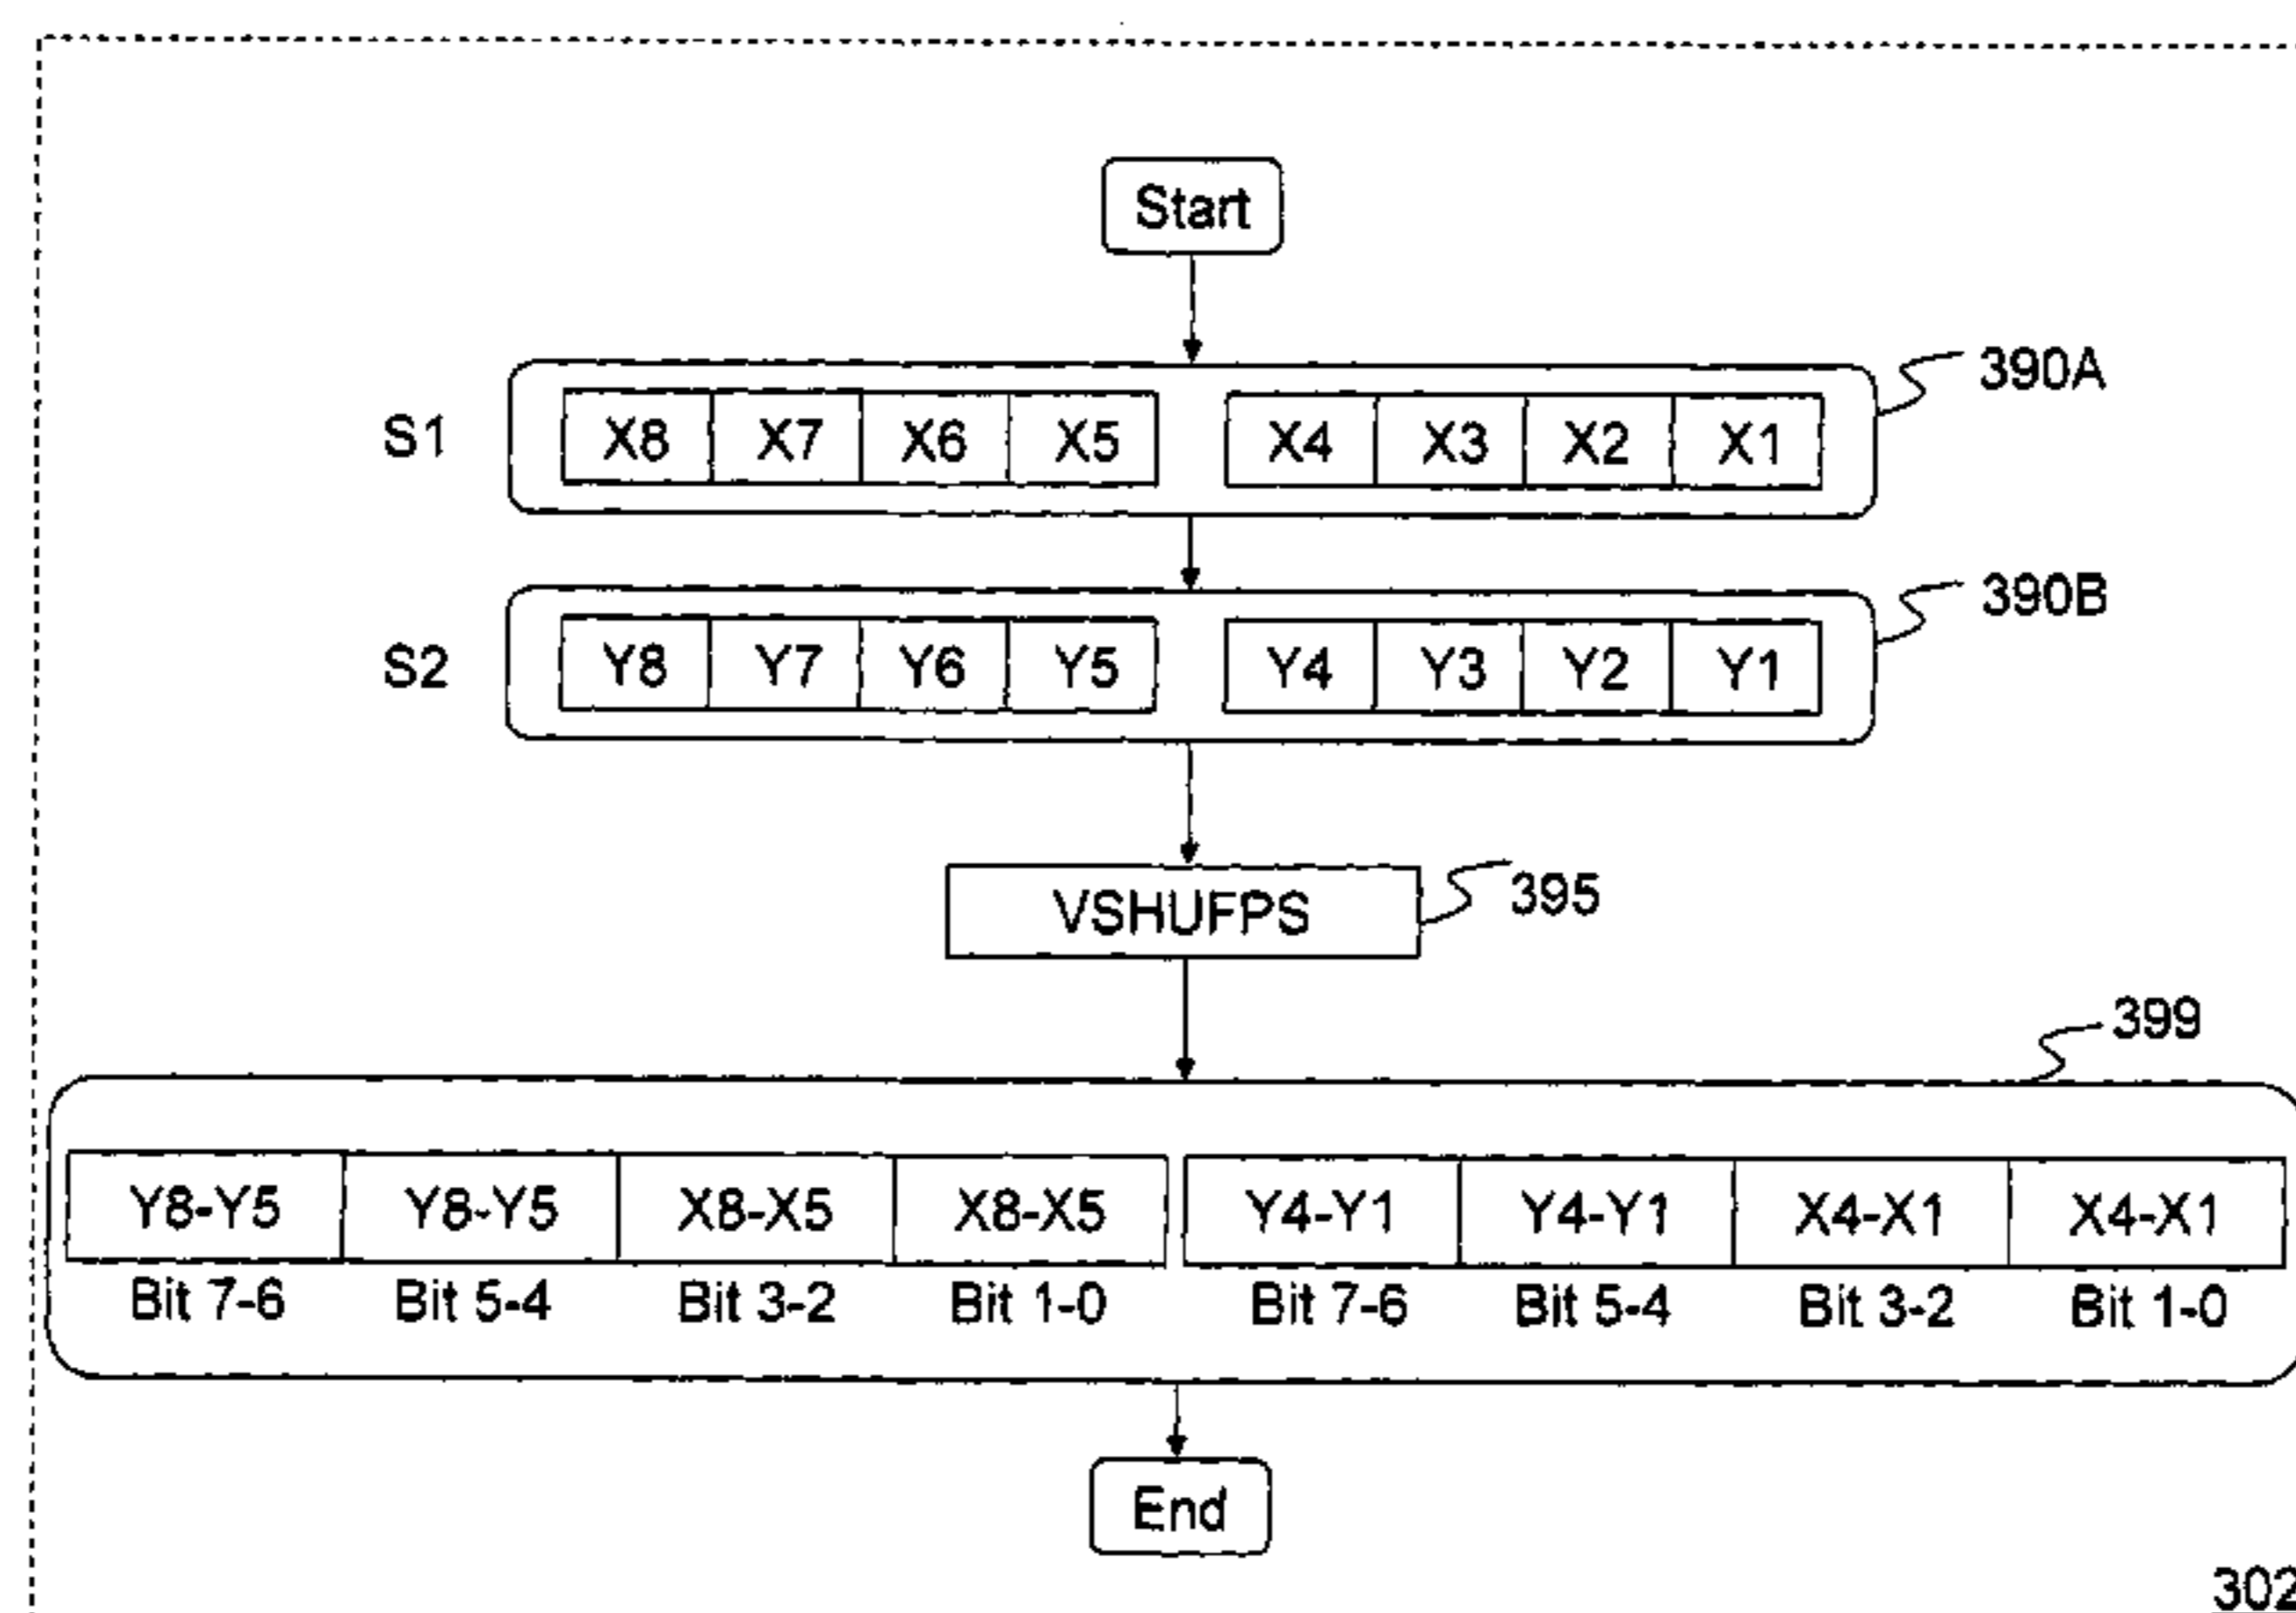 Start
S1 X8 X7 X6 X5 X4 X3 X2 X1 390A
S2 Y8 Y7 Y6 Y5 Y4 Y3 Y2 Y1 390B
VSHUFPS 395
399
Y8-Y5 Y8-Y5 X8-X5 X8-X5 Y4-Y1 Y4-Y1 X4-X1 X4-X1
Bit 7-6 Bit 5-4 Bit 3-2 Bit 1-0 Bit 7-6 Bit 5-4 Bit 3-2 Bit 1-0
End
302